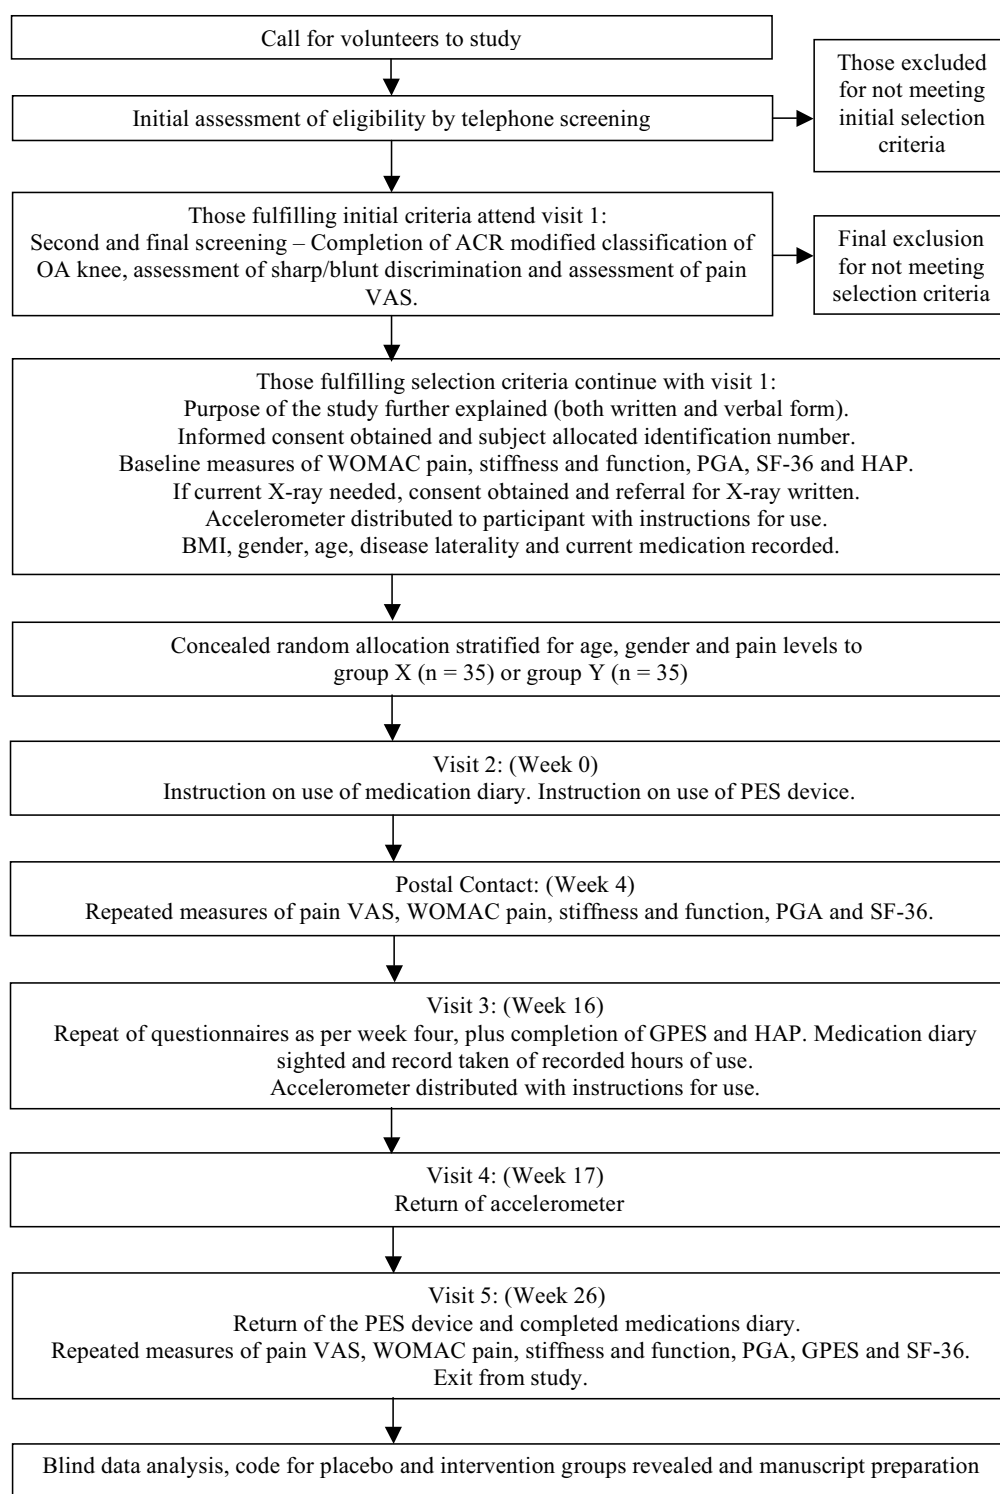 Call for volunteers to study
Those excluded
for not meeting
initial selection
criteria
Initial assessment of eligibility by telephone screening
Those fulfilling initial criteria attend visit 1:
Second and final screening – Completion of ACR modified classification of
OA knee, assessment of sharp/blunt discrimination and assessment of pain
VAS.
Final exclusion
for not meeting
selection criteria
Those fulfilling selection criteria continue with visit 1:
Purpose of the study further explained (both written and verbal form).
Informed consent obtained and subject allocated identification number.
Baseline measures of WOMAC pain, stiffness and function, PGA, SF-36 and HAP.
If current X-ray needed, consent obtained and referral for X-ray written.
Accelerometer distributed to participant with instructions for use.
BMI, gender, age, disease laterality and current medication recorded.
Concealed random allocation stratified for age, gender and pain levels to
group X (n = 35) or group Y (n = 35)
Visit 2: (Week 0)
Instruction on use of medication diary. Instruction on use of PES device.
Postal Contact: (Week 4)
Repeated measures of pain VAS, WOMAC pain, stiffness and function, PGA and SF-36.
Visit 3: (Week 16)
Repeat of questionnaires as per week four, plus completion of GPES and HAP. Medication diary
sighted and record taken of recorded hours of use.
Accelerometer distributed with instructions for use.
Visit 4: (Week 17)
Return of accelerometer
Visit 5: (Week 26)
Return of the PES device and completed medications diary.
Repeated measures of pain VAS, WOMAC pain, stiffness and function, PGA, GPES and SF-36.
Exit from study.
Blind data analysis, code for placebo and intervention groups revealed and manuscript preparation